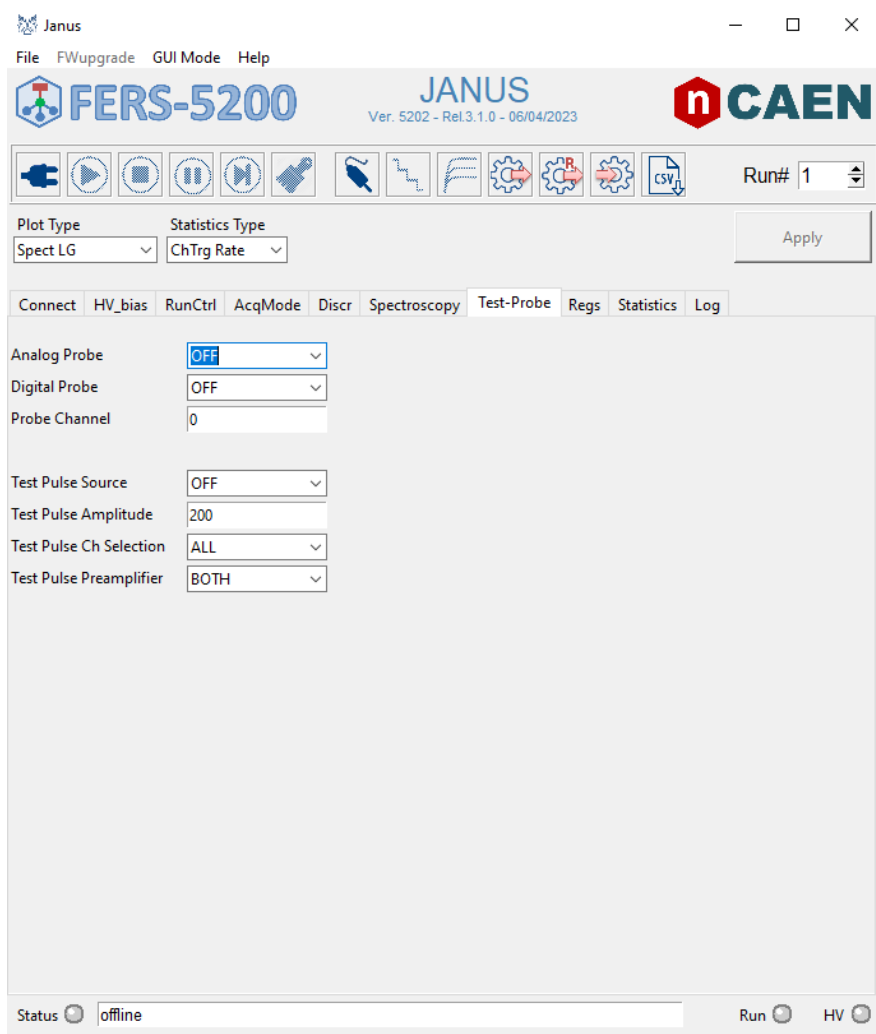 Janus
File FWupgrade GUI Mode Help
FERS-5200
JANUS
Ver. 5202 - Rel.3.1.0 - 06/04/2023
n CAEN
R
CSV
Run# 1
Plot Type Statistics Type
Spect LG ChTrg Rate
Apply
Connect HV_bias RunCtrl AcqMode Discr Spectroscopy Test-Probe Regs Statistics Log
Analog Probe OFF
Digital Probe OFF
Probe Channel 0
Test Pulse Source OFF
Test Pulse Amplitude 200
Test Pulse Ch Selection ALL
Test Pulse Preamplifier BOTH
Status offline Run HV